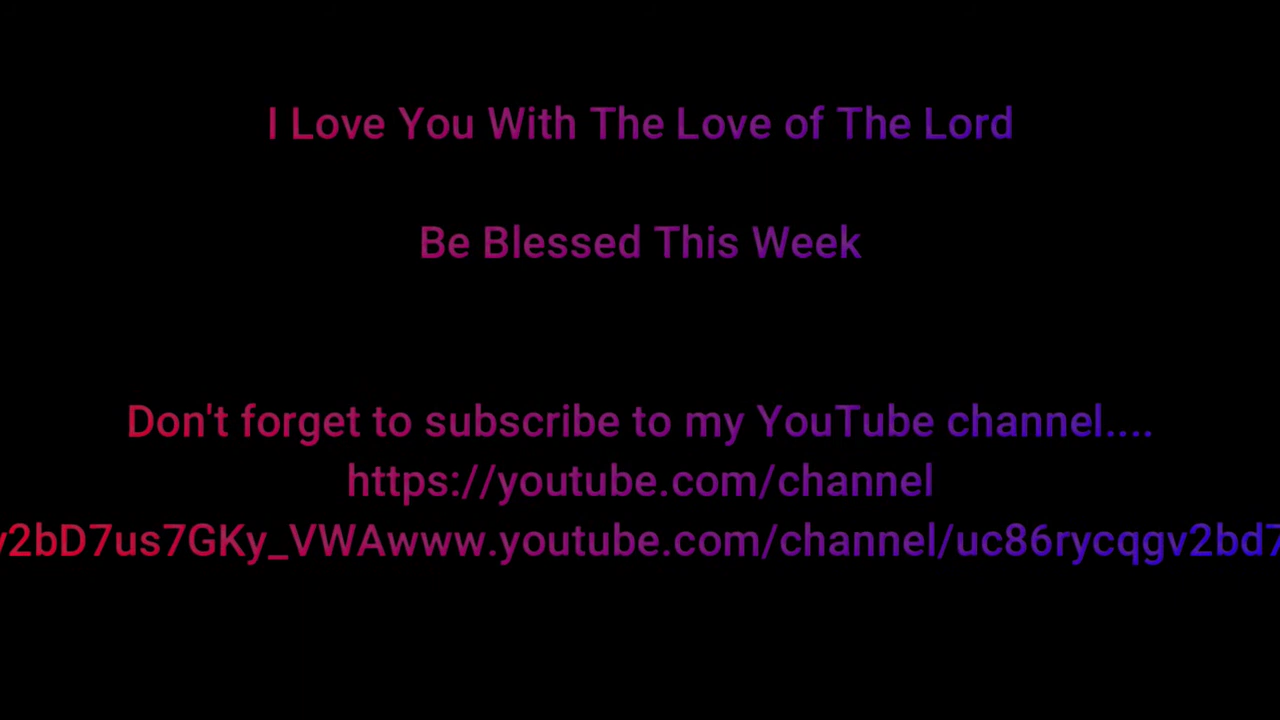 I Love You With The Love of The Lord
Be Blessed This Week
Don't forget to subscribe to my YouTube channel....
https://youtube.com/channel
v2bD7us7GKy_VWAwww.youtube.com/channel/uc86rycqgv2bd7